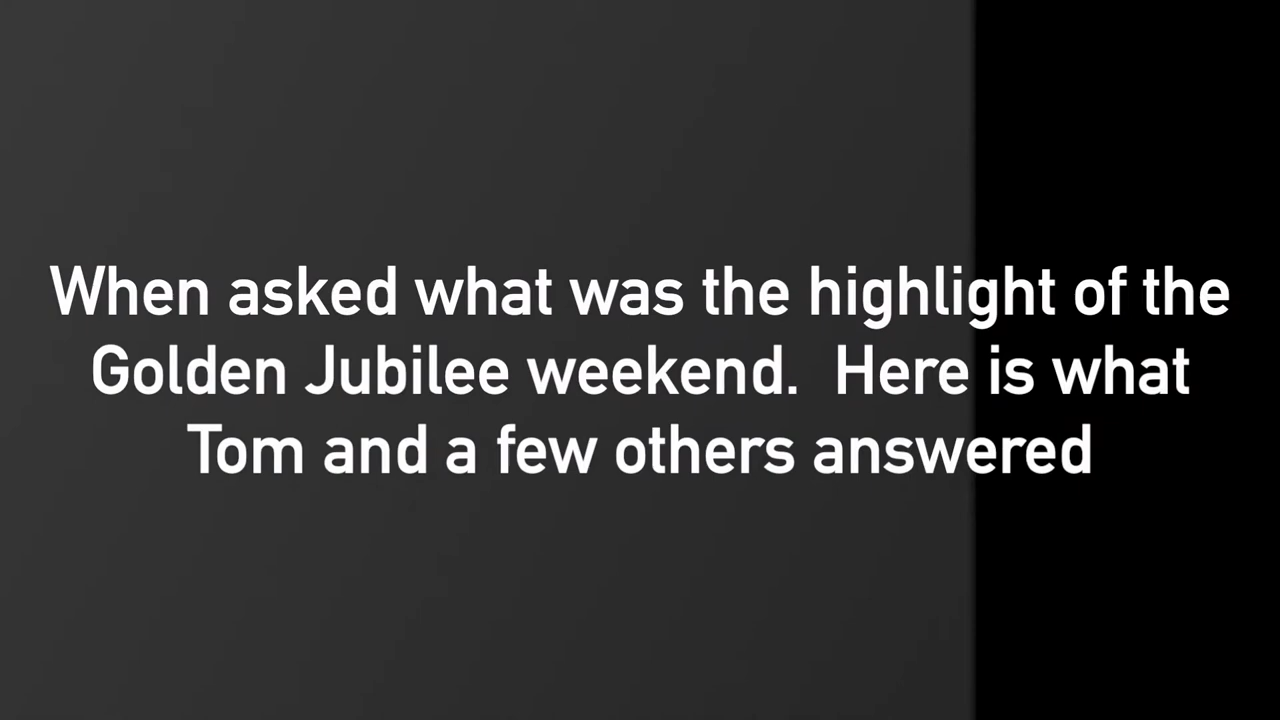 When asked what was the highlight of the
Golden Jubilee weekend.  Here is what
Tom and a few others answered